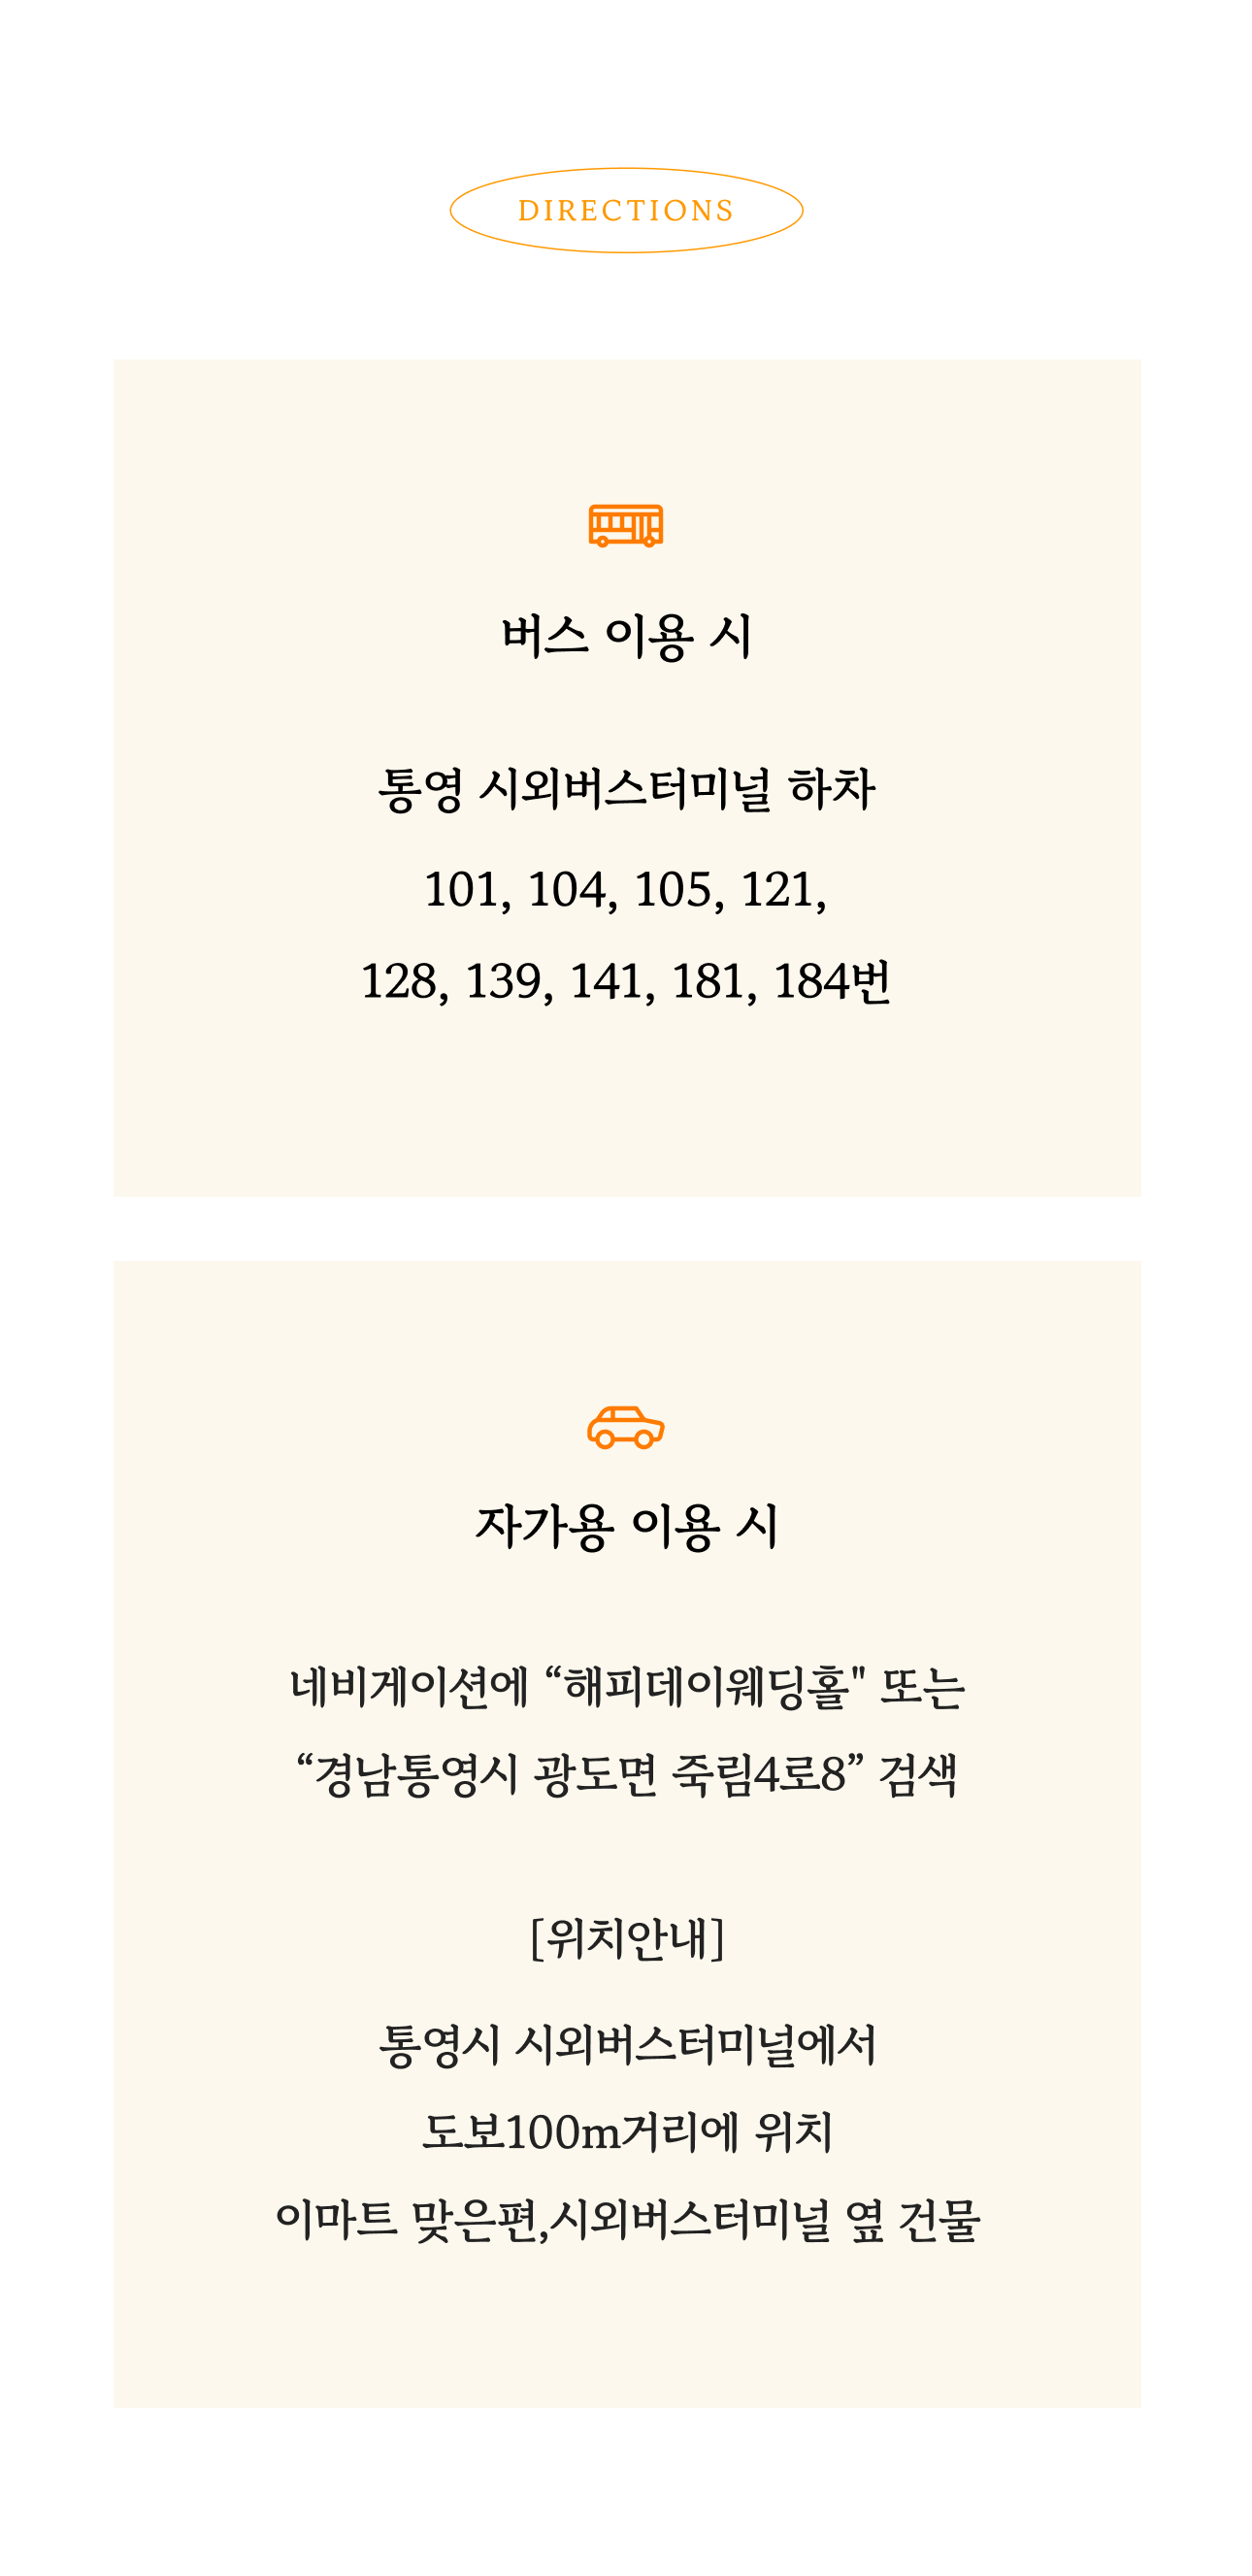 DIRECTIONS
버스 이용 시
통영 시외버스터미널 하차
101, 104, 105, 121,
128, 139, 141, 181, 184번
자가용 이용 시
네비게이션에 “해피데이웨딩홀" 또는
“경남통영시 광도면 죽림4로8” 검색
[위치안내]
통영시 시외버스터미널에서
도보100m거리에 위치
이마트 맞은편,시외버스터미널 옆 건물